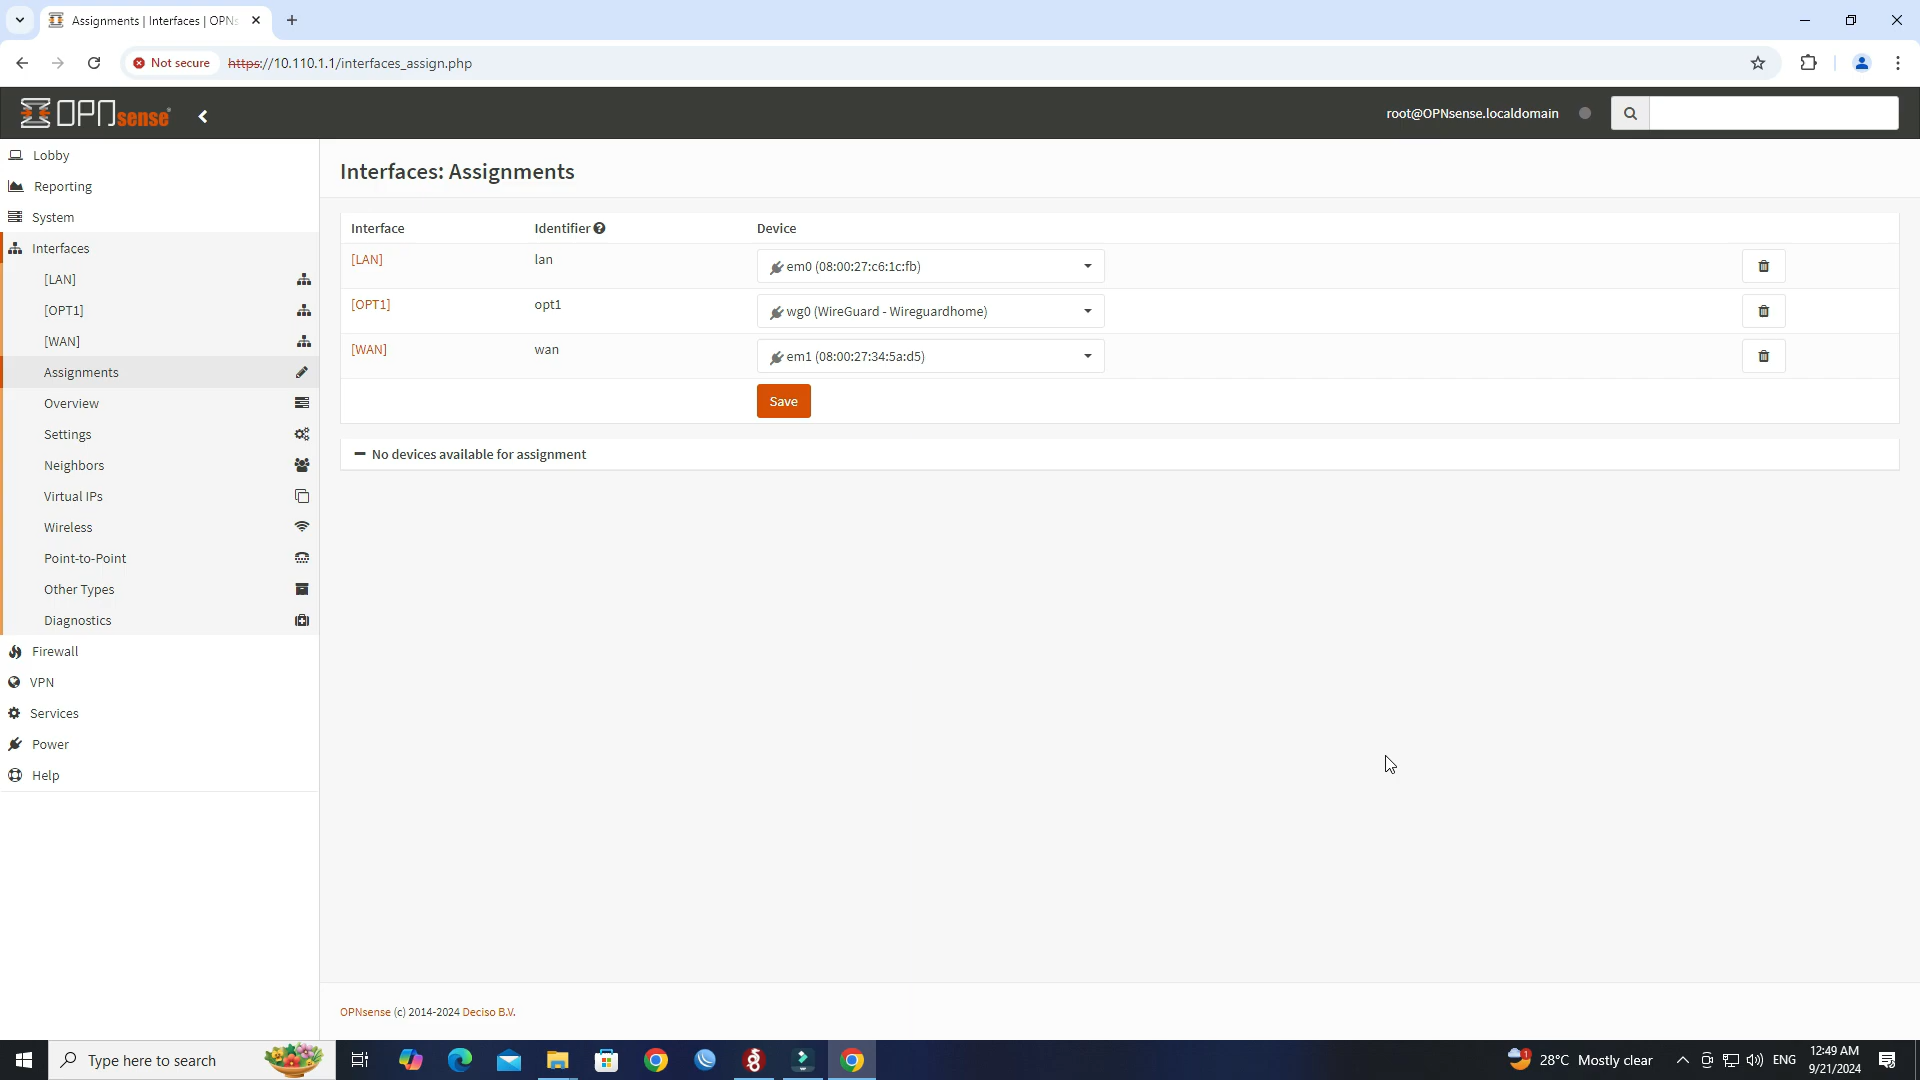 Assignments | Interfaces | OPNs
Not secure
https://10.110.1.1/interfaces_assign.php
OPNsense
root@OPNsense.localdomain
Lobby
Reporting
System
Interfaces
[LAN]
[OPT1]
[WAN]
Assignments
Overview
Settings
Neighbors
Virtual IPs
Wireless
Point-to-Point
Other Types
Diagnostics
Firewall
VPN
Services
Power
Help
Interfaces: Assignments
Interface Identifier Device
[LAN] lan em0 (08:00:27:c6:1c:fb)
[OPT1] opt1 wg0 (WireGuard - Wireguardhome)
[WAN] wan em1 (08:00:27:34:5a:d5)
Save
No devices available for assignment
OPNsense (c) 2014-2024 Deciso B.V.
Type here to search
28°C Mostly clear
ENG
12:49 AM
9/21/2024